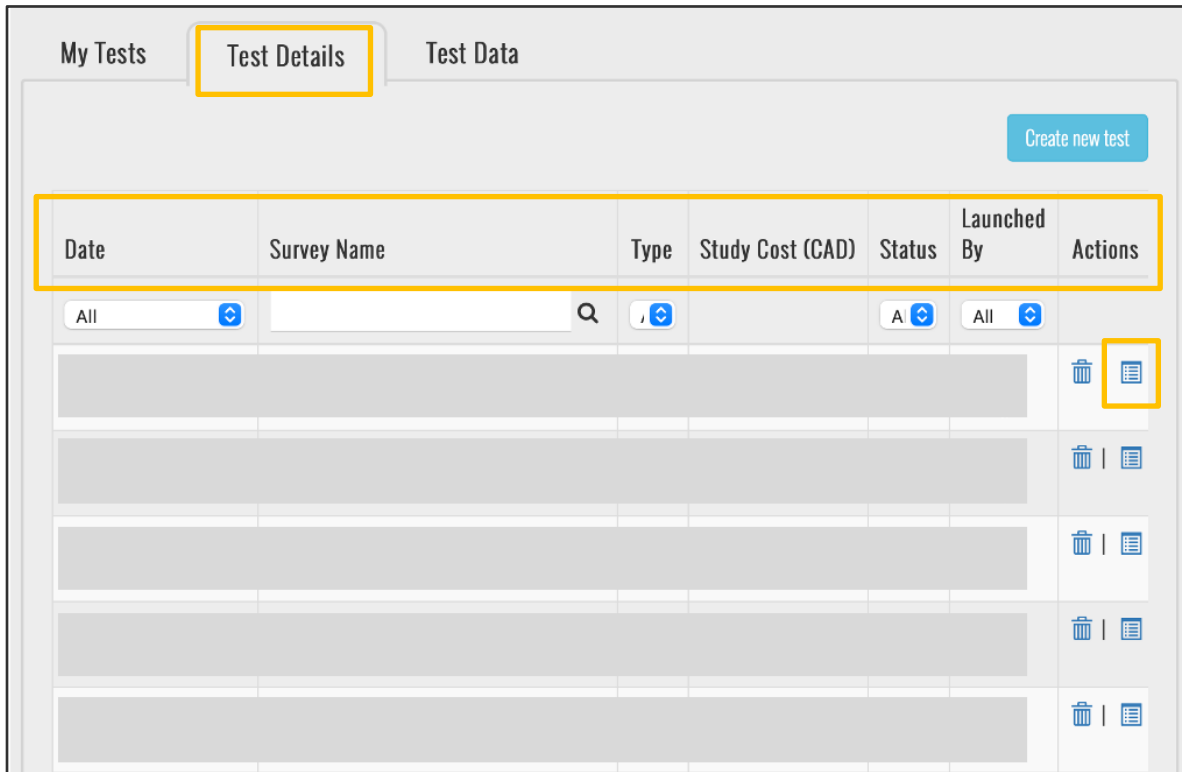 My Tests Test Details Test Data
Create new test
Date Survey Name Type Study Cost (CAD) Status Launched By Actions
All All